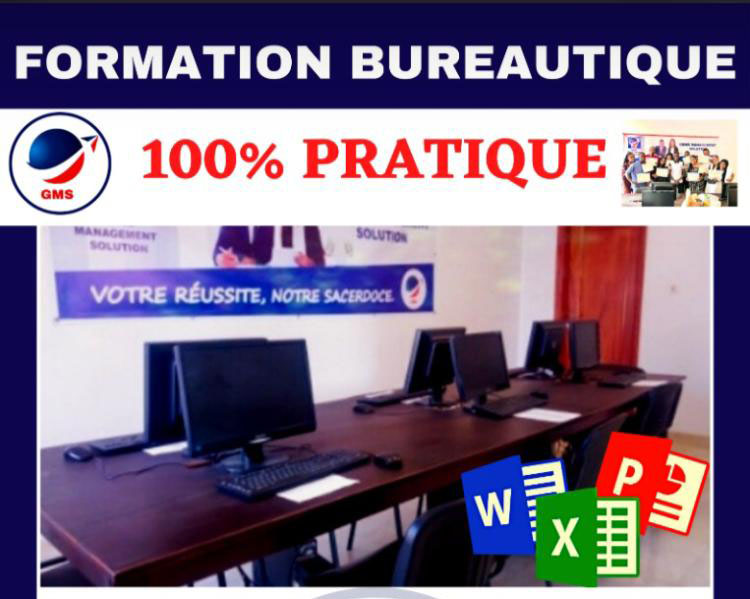 FORMATION BUREAUTIQUE
GMS
100% PRATIQUE
MANAGEMENT
SOLUTION
SOLUTION
VOTRE RÉUSSITE, NOTRE SACERDOCE.
W
X
P